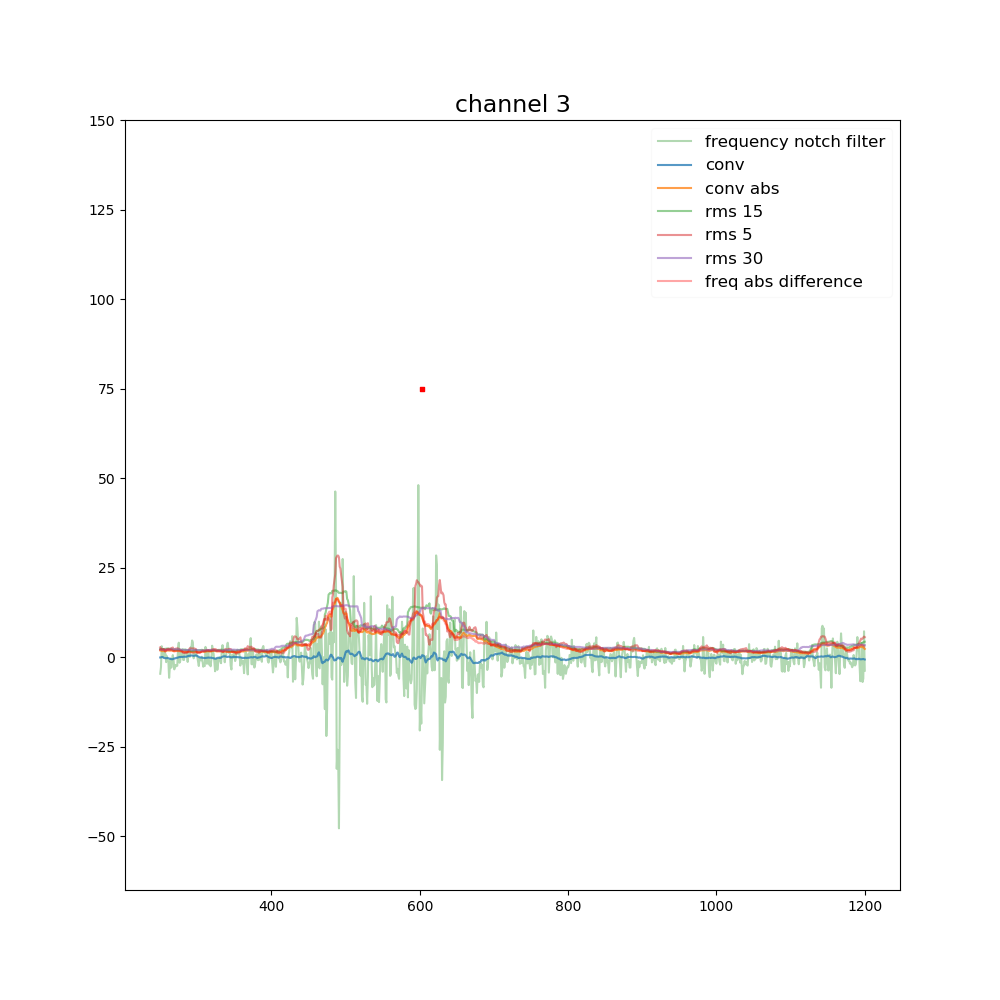 channel 3
150
125
100
75
50
25
0
−25
−50
frequency notch filter
conv
conv abs
rms 15
rms 5
rms 30
freq abs difference
400 600 800 1000 1200